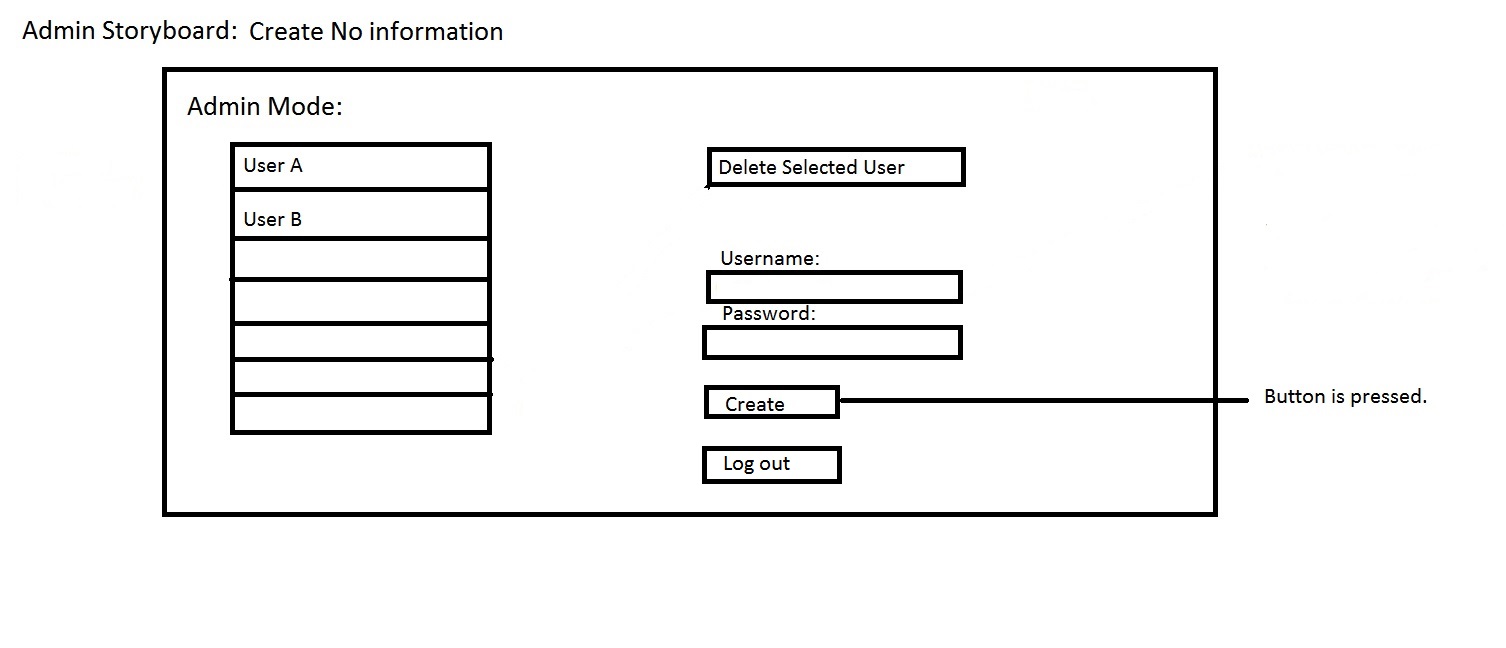 Admin Storyboard: Create No information
Admin Mode:
User A
User B
Delete Selected User
Username:
Password:
Create
Button is pressed.
Log out